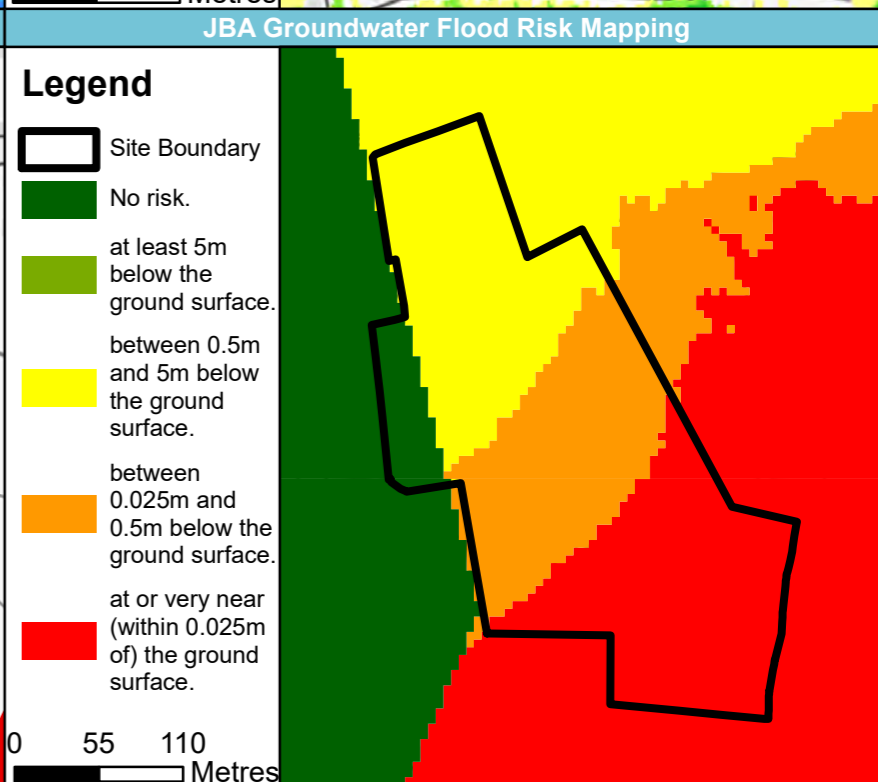 Metres
JBA Groundwater Flood Risk Mapping
Legend
Site Boundary
No risk.
at least 5m
below the
ground surface.
between 0.5m
and 5m below
the ground
surface.
between
0.025m and
0.5m below the
ground surface.
at or very near
(within 0.025m
of) the ground
surface.
0 55 110
Metres